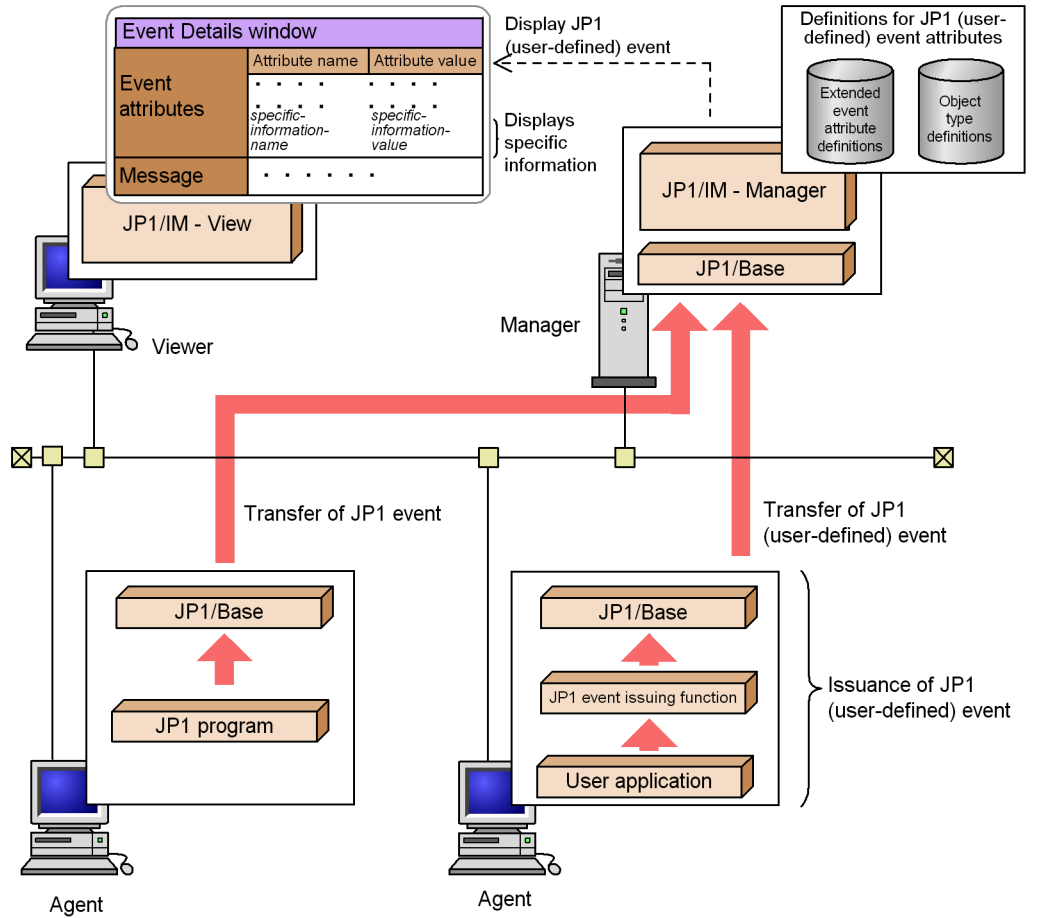 Event Details window
Attribute name
Attribute value
Event
attributes
specific-
information-
name
specific-
information-
value
Message
Display JP1
(user-defined) event
Displays
specific
information
Definitions for JP1 (user-
defined) event attributes
Extended
event
attribute
definitions
Object
type
definitions
JP1/IM - View
JP1/IM - Manager
JP1/Base
Viewer
Manager
Transfer of JP1 event
Transfer of JP1
(user-defined) event
JP1/Base
JP1 program
JP1/Base
JP1 event issuing function
User application
Issuance of JP1
(user-defined) event
Agent
Agent